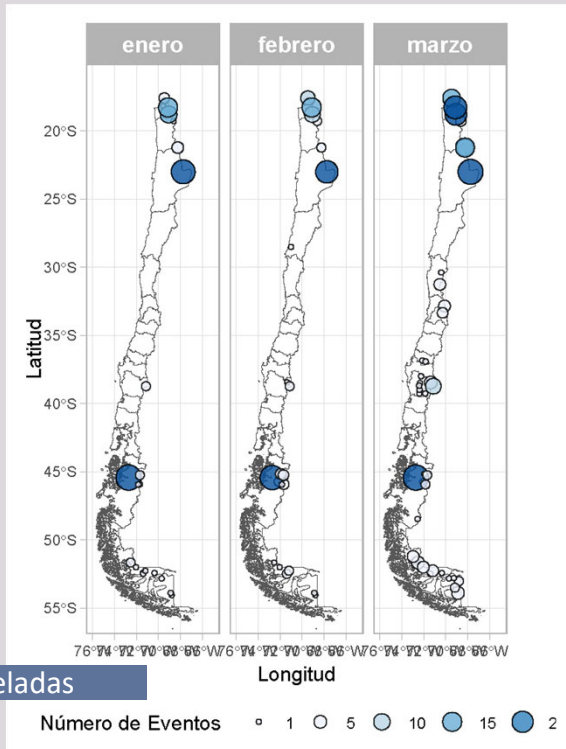 enero febrero marzo
20°S
25°S
30°S
35°S
40°S
45°S
50°S
55°S
Latitud
Longitud
eladas
Número de Eventos 1 5 10 15 2